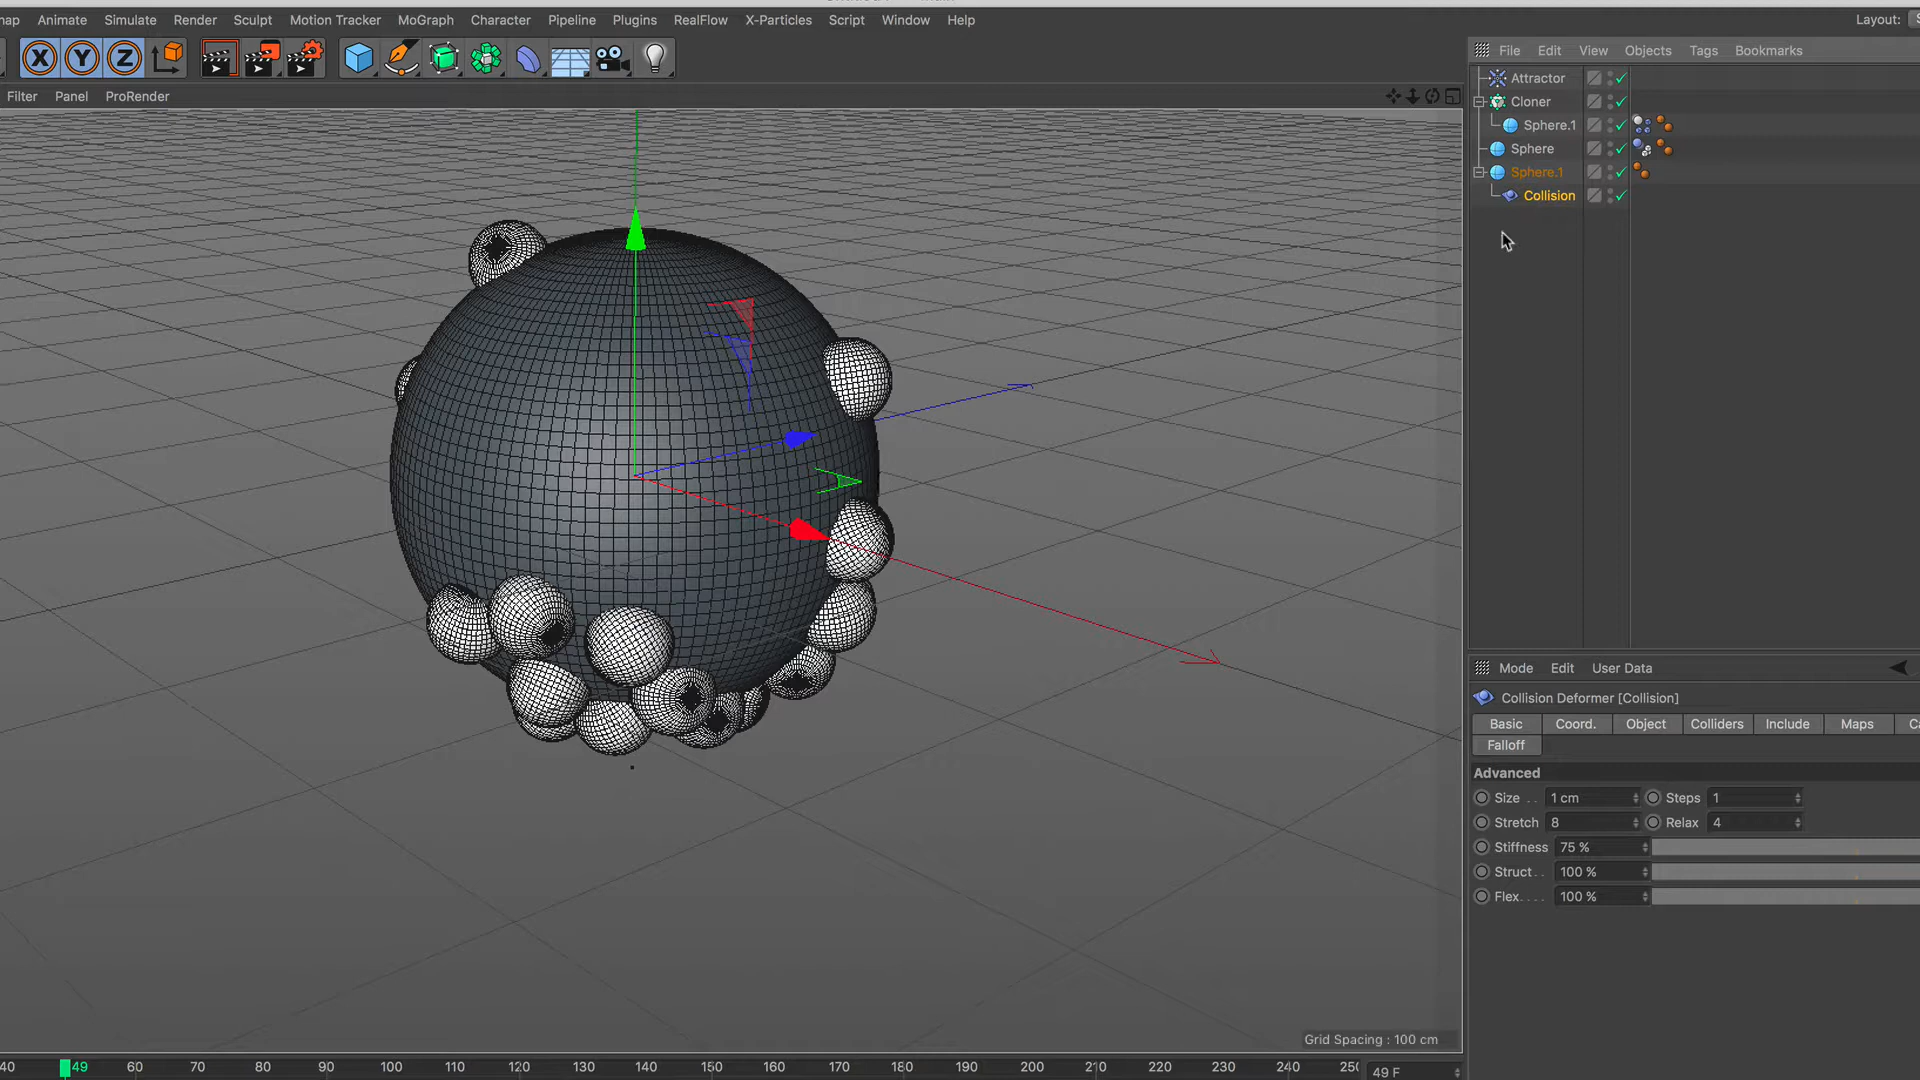 Animate Simulate Render Sculpt Motion Tracker MoGraph Character Pipeline Plugins RealFlow X-Particles Script Window Help
Layout:
X Y Z
File Edit View Objects Tags Bookmarks
Filter Panel ProRender
Attractor
Cloner
Sphere.1
Sphere
Sphere.1
Collision
Mode Edit User Data
Collision Deformer [Collision]
Basic Coord. Object Colliders Include Maps
Falloff
Advanced
Size . . 1 cm Steps 1
Stretch 8 Relax 4
Stiffness 75 %
Struct . . 100 %
Flex. . . . 100 %
Grid Spacing : 100 cm
40 49 60 70 80 90 100 110 120 130 140 150 160 170 180 190 200 210 220 230 240 49 F